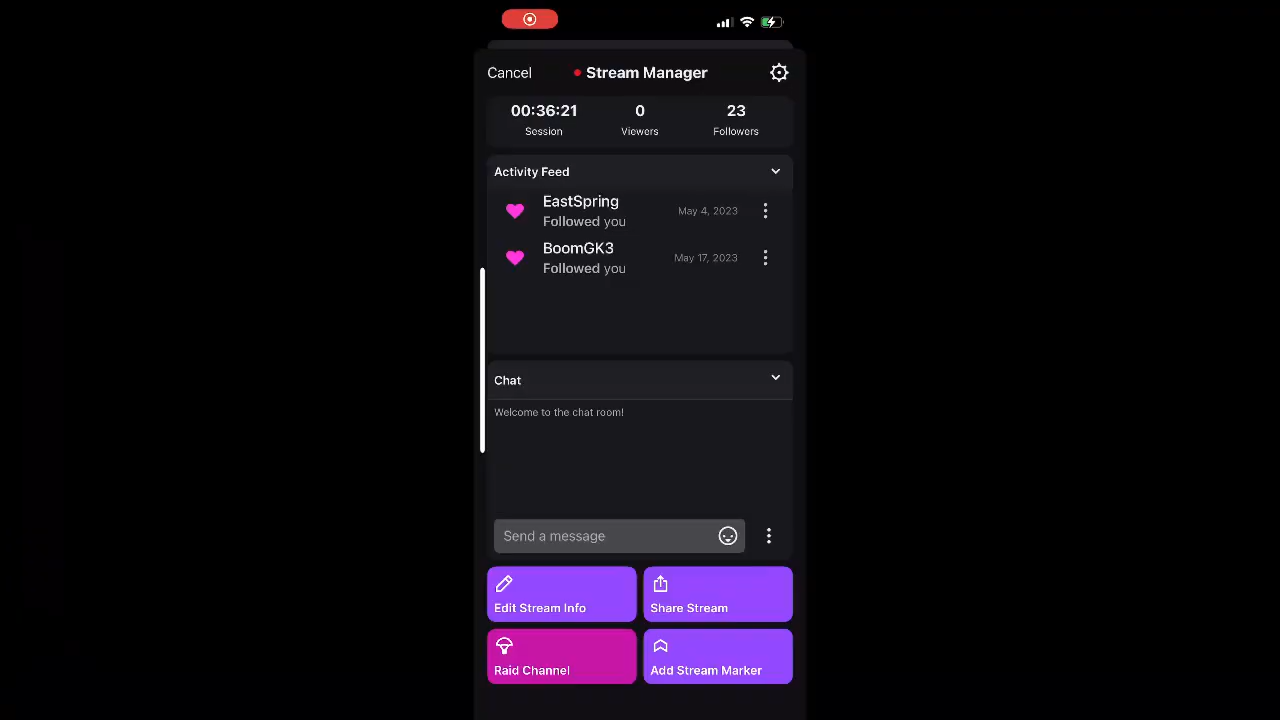 Cancel
Stream Manager
00:36:21
0
23
Session
Viewers
Followers
Activity Feed
EastSpring
Followed you
May 4, 2023
BoomGK3
Followed you
May 17, 2023
Chat
Welcome to the chat room!
Send a message
Edit Stream Info
Share Stream
Raid Channel
Add Stream Marker